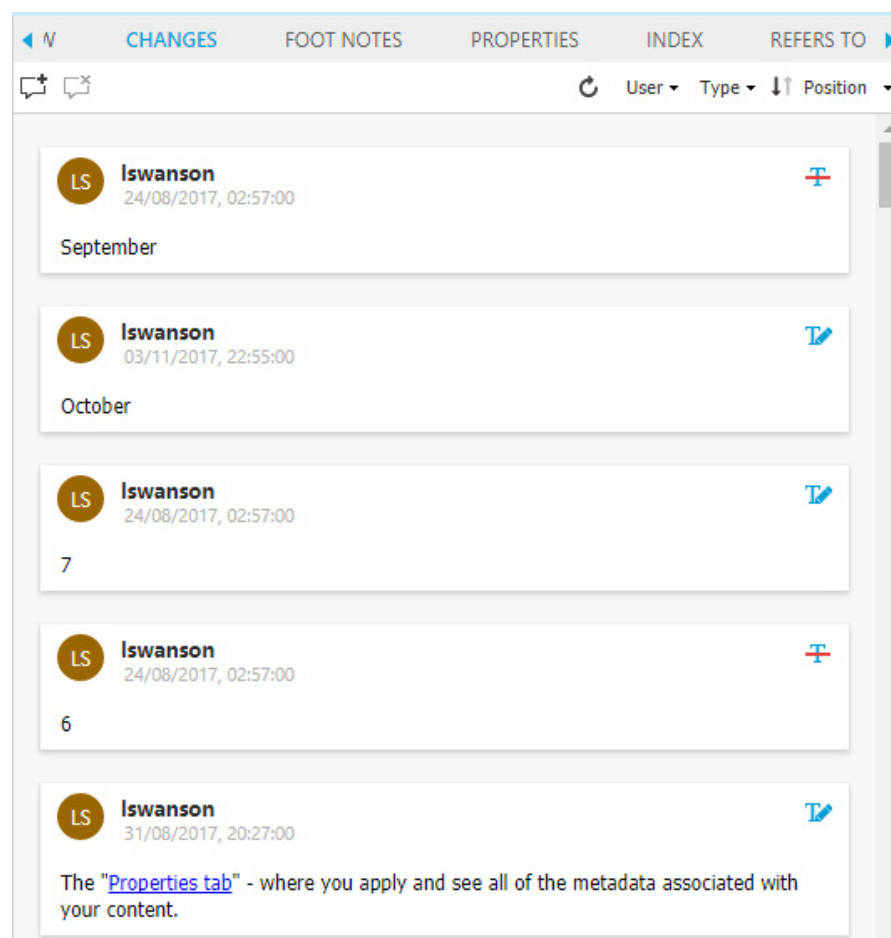 W CHANGES FOOT NOTES PROPERTIES INDEX REFERS TO
User Type Position
LS lswanson
24/08/2017, 02:57:00
September
LS lswanson
03/11/2017, 22:55:00
October
LS lswanson
24/08/2017, 02:57:00
7
LS lswanson
24/08/2017, 02:57:00
6
LS lswanson
31/08/2017, 20:27:00
The "Properties tab" - where you apply and see all of the metadata associated with
your content.